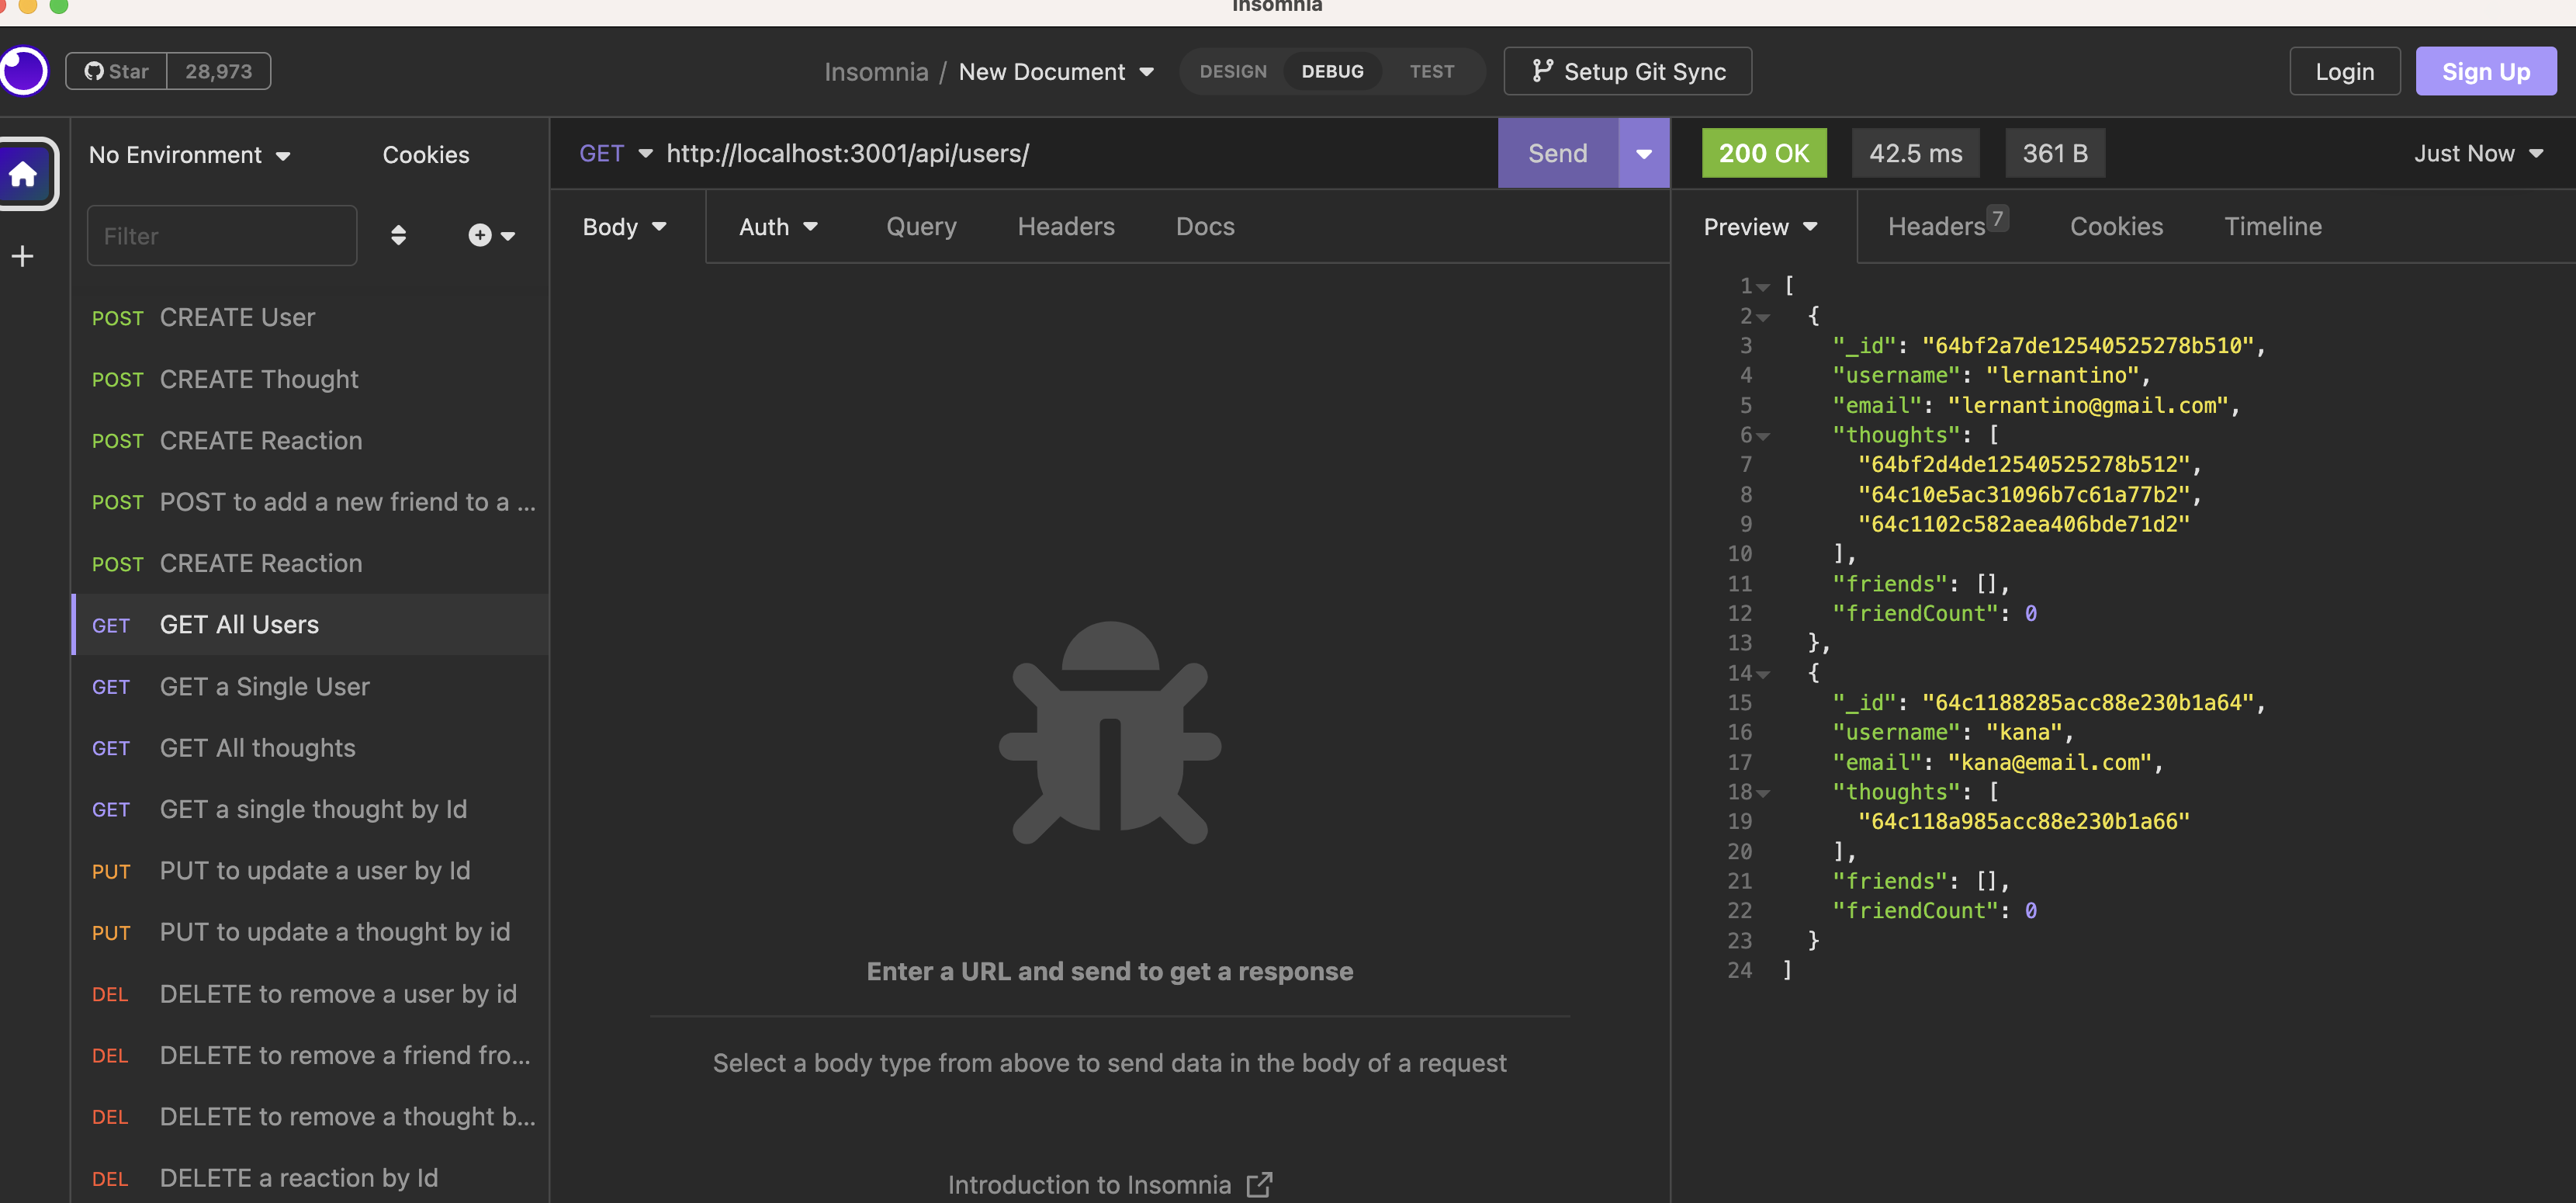 Insomnia
Star 28,973
Insomnia / New Document
DESIGN DEBUG TEST
Setup Git Sync
Login
Sign Up
No Environment
Cookies
Filter
POST CREATE User
POST CREATE Thought
POST CREATE Reaction
POST POST to add a new friend to a ...
POST CREATE Reaction
GET GET All Users
GET GET a Single User
GET GET All thoughts
GET GET a single thought by Id
PUT PUT to update a user by Id
PUT PUT to update a thought by id
DEL DELETE to remove a user by id
DEL DELETE to remove a friend fro...
DEL DELETE to remove a thought b...
DEL DELETE a reaction by Id
GET http://localhost:3001/api/users/
Send
Body Auth Query Headers Docs
Enter a URL and send to get a response
Select a body type from above to send data in the body of a request
Introduction to Insomnia
200 OK 42.5 ms 361 B Just Now
Preview Headers 7 Cookies Timeline
1 [
2 {
3 "_id": "64bf2a7de12540525278b510",
4 "username": "lernantino",
5 "email": "lernantino@gmail.com",
6 "thoughts": [
7 "64bf2d4de12540525278b512",
8 "64c10e5ac31096b7c61a77b2",
9 "64c1102c582aea406bde71d2"
10 ],
11 "friends": [],
12 "friendCount": 0
13 },
14 {
15 "_id": "64c1188285acc88e230b1a64",
16 "username": "kana",
17 "email": "kana@email.com",
18 "thoughts": [
19 "64c118a985acc88e230b1a66"
20 ],
21 "friends": [],
22 "friendCount": 0
23 }
24 ]